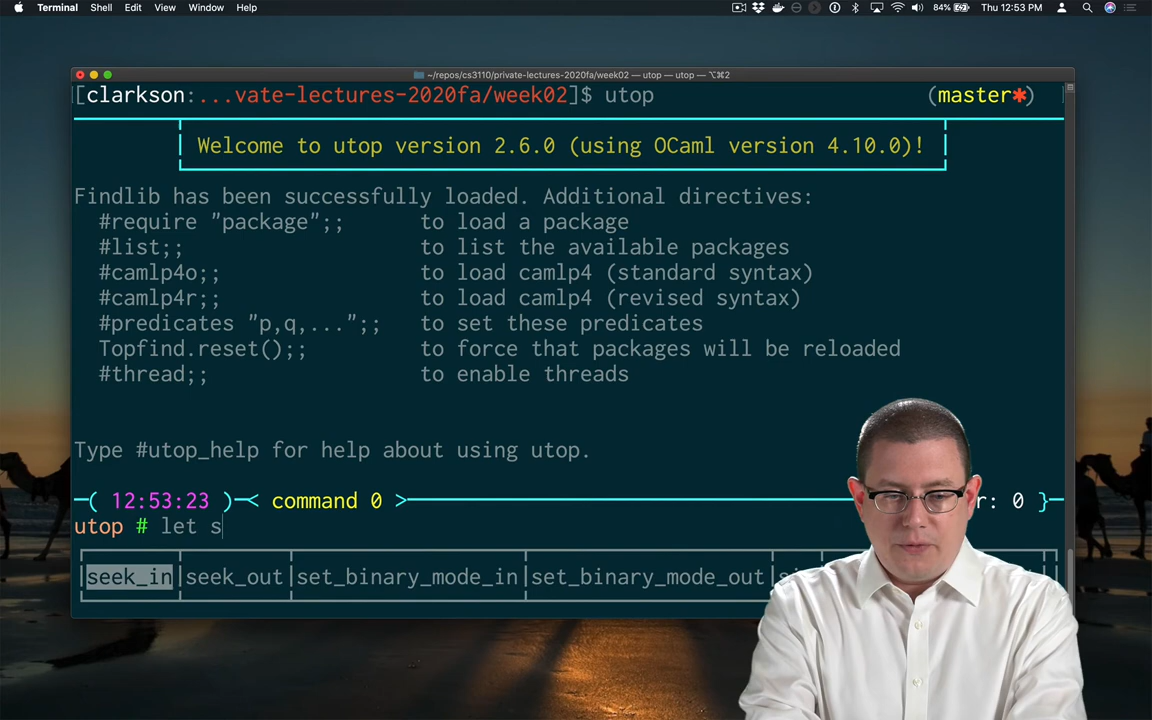 Terminal Shell Edit View Window Help 84% Thu 12:53 PM
~/repos/cs3110/private-lectures-2020fa/week02 — utop — utop — ⌥⌘2
[clarkson:...vate-lectures-2020fa/week02]$ utop (master✱)
Welcome to utop version 2.6.0 (using OCaml version 4.10.0)!
Findlib has been successfully loaded. Additional directives:
#require "package";; to load a package
#list;; to list the available packages
#camlp4o;; to load camlp4 (standard syntax)
#camlp4r;; to load camlp4 (revised syntax)
#predicates "p,q,...";; to set these predicates
Topfind.reset();; to force that packages will be reloaded
#thread;; to enable threads
Type #utop_help for help about using utop.
─( 12:53:23 )─< command 0 >─ r: 0 }─
utop # let s
seek_in seek_out set_binary_mode_in set_binary_mode_out